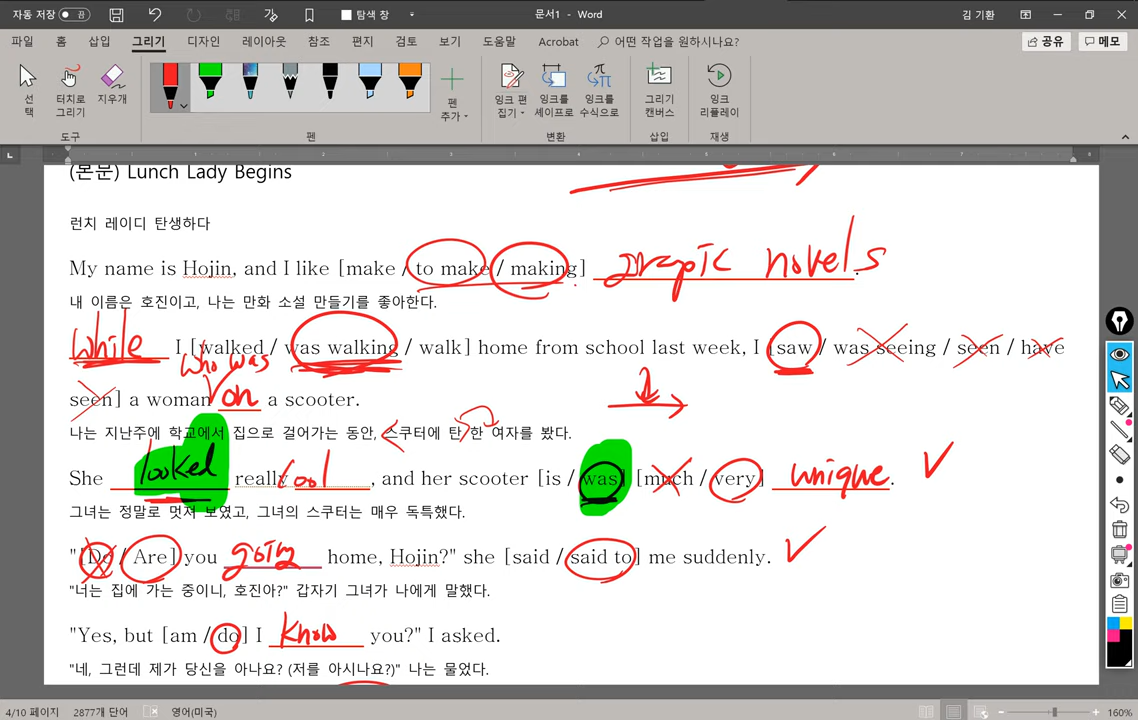 자동 저장 끔 탐색 창 문서1 - Word 김 기환
파일 홈 삽입 그리기 디자인 레이아웃 참조 편지 검토 보기 도움말 Acrobat 어떤 작업을 원하시나요? 공유 메모
선택 터치로 그리기 지우개 펜 추가 잉크 편집기 잉크를 셰이프로 잉크를 수식으로 그리기 캔버스 잉크 리플레이
도구 펜 변환 삽입 재생
(본문) Lunch Lady Begins
런치 레이디 탄생하다
My name is Hojin, and I like [make / to make / making] grapic novels.
내 이름은 호진이고, 나는 만화 소설 만들기를 좋아한다.
While I [walked / was walking / walk] home from school last week, I [saw / was seeing / seen / have
who was
seen] a woman on a scooter.
나는 지난주에 학교에서 집으로 걸어가는 동안, 스쿠터에 탄 한 여자를 봤다.
She looked really cool, and her scooter [is / was] [much / very] unique.
그녀는 정말로 멋져 보였고, 그녀의 스쿠터는 매우 독특했다.
"[Do / Are] you going home, Hojin?" she [said / said to] me suddenly.
"너는 집에 가는 중이니, 호진아?" 갑자기 그녀가 나에게 말했다.
"Yes, but [am / do] I know you?" I asked.
"네, 그런데 제가 당신을 아나요? (저를 아시나요?)" 나는 물었다.
4/10 페이지 2877개 단어 영어(미국) 160%